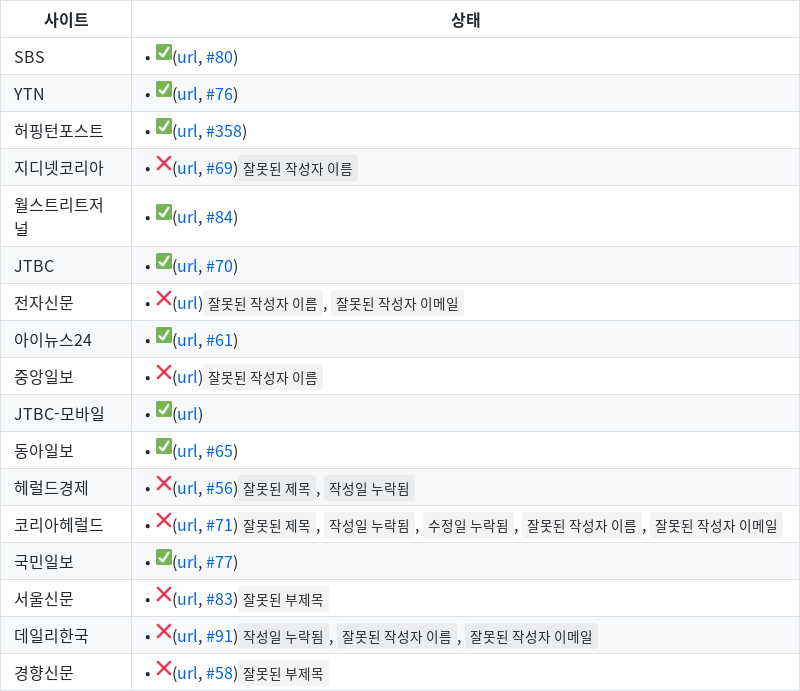 사이트 상태
SBS • ✅(url, #80)
YTN • ✅(url, #76)
허핑턴포스트 • ✅(url, #358)
지디넷코리아 • ❌(url, #69) 잘못된 작성자 이름
월스트리트저
널 • ✅(url, #84)
JTBC • ✅(url, #70)
전자신문 • ❌(url) 잘못된 작성자 이름 , 잘못된 작성자 이메일
아이뉴스24 • ✅(url, #61)
중앙일보 • ❌(url) 잘못된 작성자 이름
JTBC-모바일 • ✅(url)
동아일보 • ✅(url, #65)
헤럴드경제 • ❌(url, #56) 잘못된 제목 , 작성일 누락됨
코리아헤럴드 • ❌(url, #71) 잘못된 제목 , 작성일 누락됨 , 수정일 누락됨 , 잘못된 작성자 이름 , 잘못된 작성자 이메일
국민일보 • ✅(url, #77)
서울신문 • ❌(url, #83) 잘못된 부제목
데일리한국 • ❌(url, #91) 작성일 누락됨 , 잘못된 작성자 이름 , 잘못된 작성자 이메일
경향신문 • ❌(url, #58) 잘못된 부제목